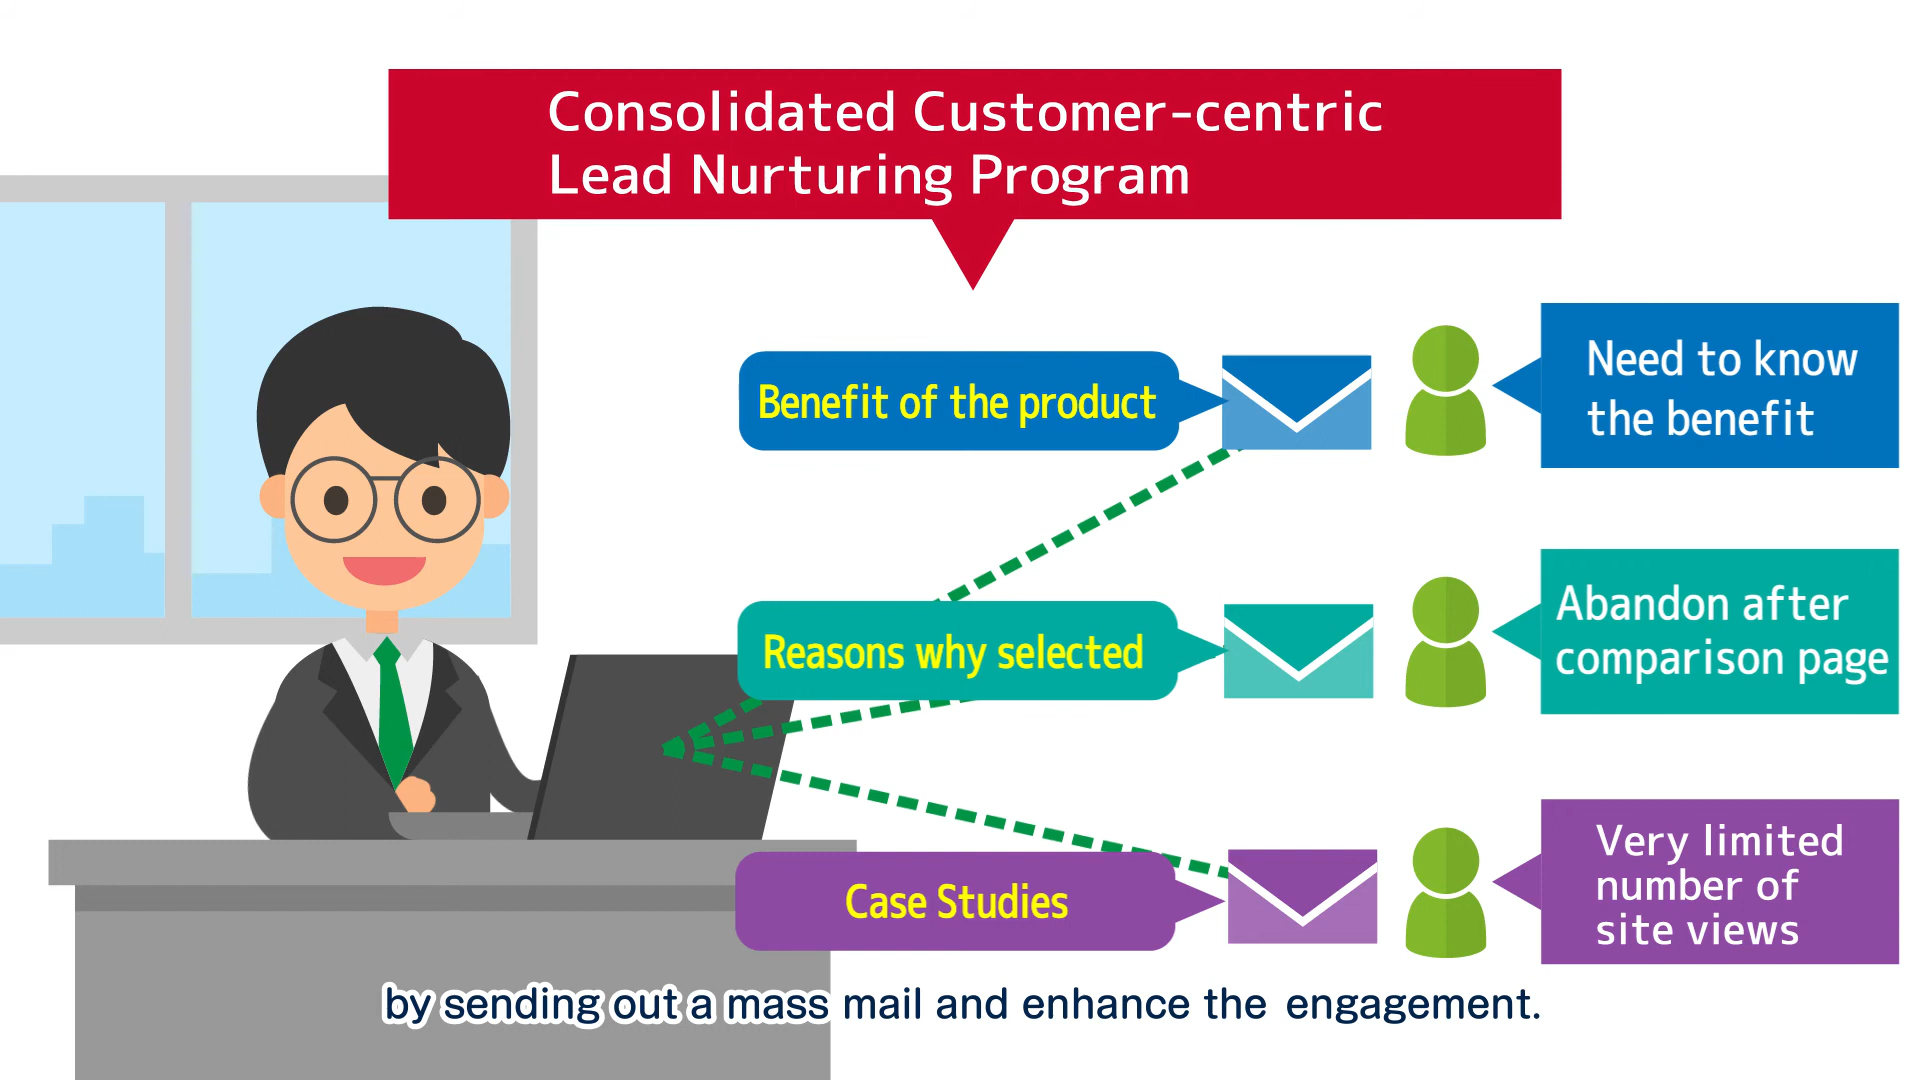 Consolidated Customer-centric
Lead Nurturing Program
Benefit of the product
Need to know
the benefit
Reasons why selected
Abandon after
comparison page
Case Studies
Very limited
number of
site views
by sending out a mass mail and enhance the engagement.